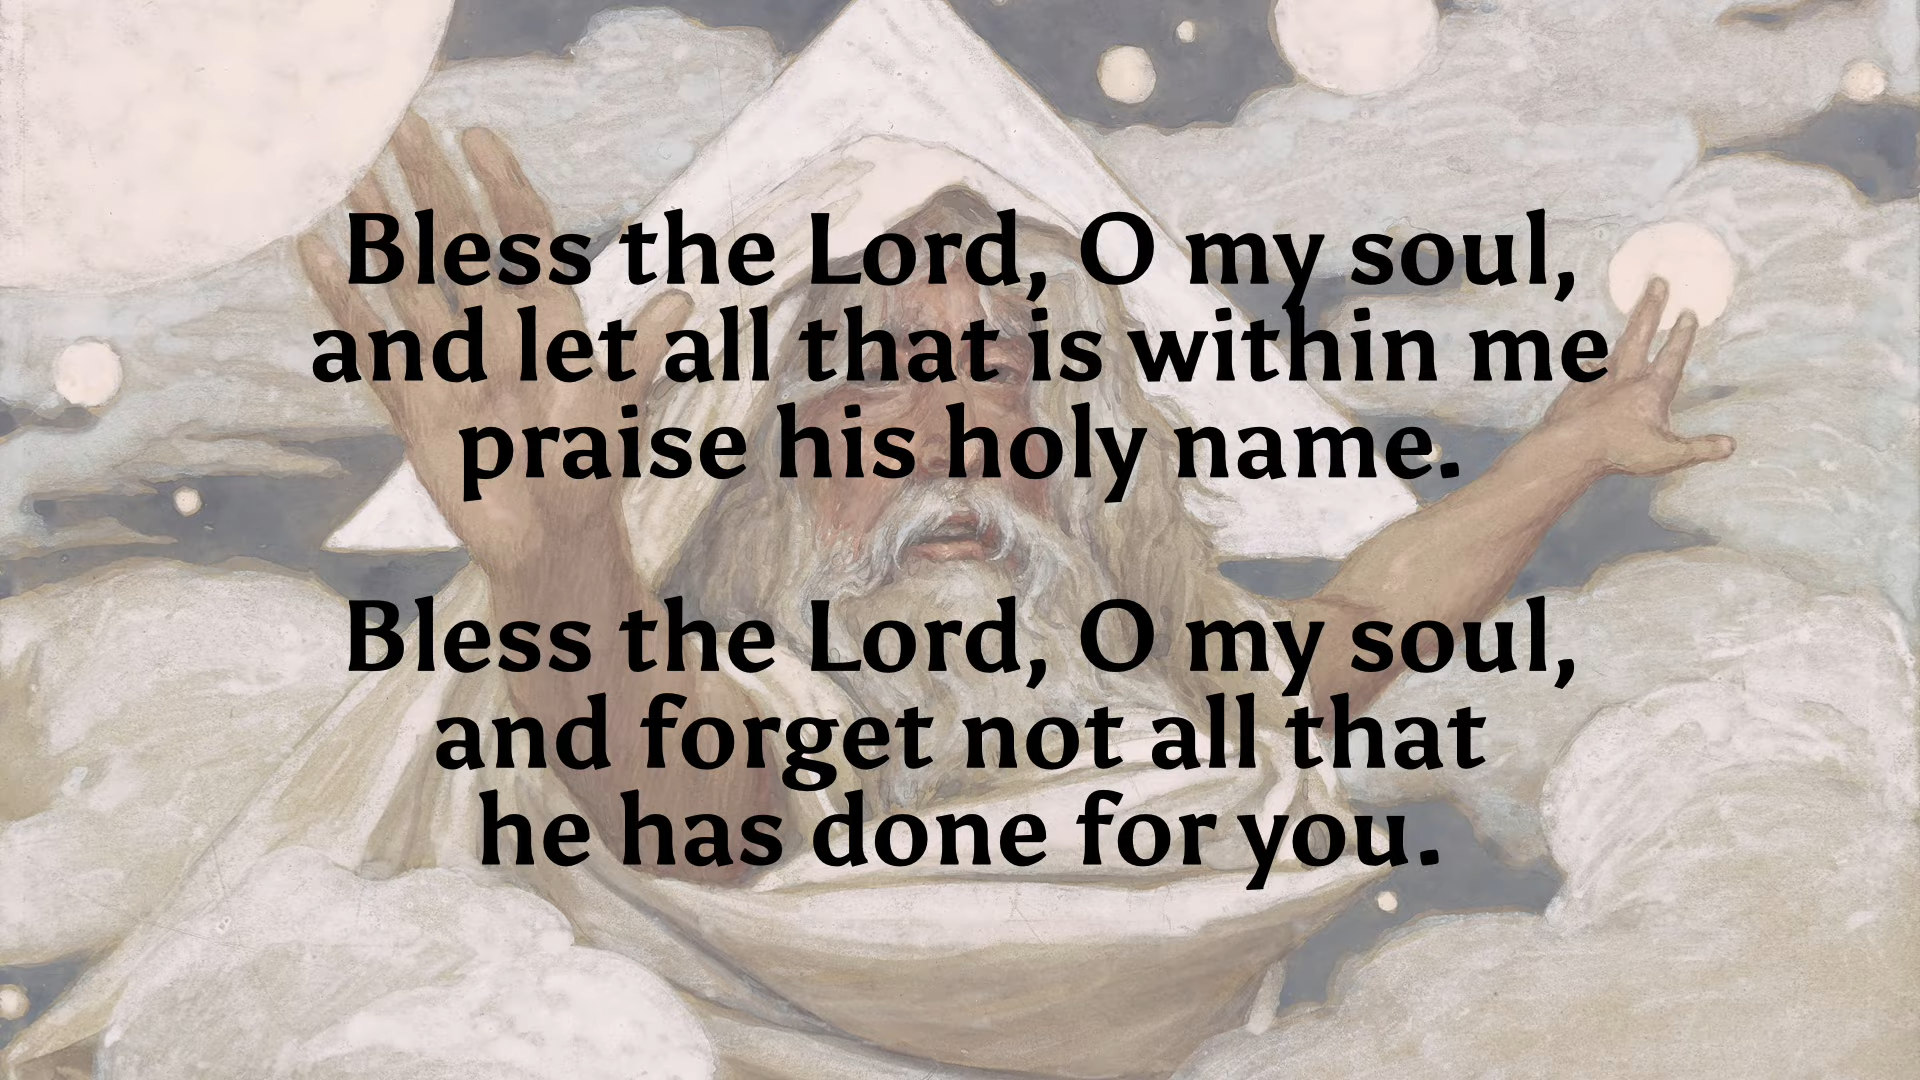 Bless the Lord, O my soul,
and let all that is within me
praise his holy name.
Bless the Lord, O my soul,
and forget not all that
he has done for you.